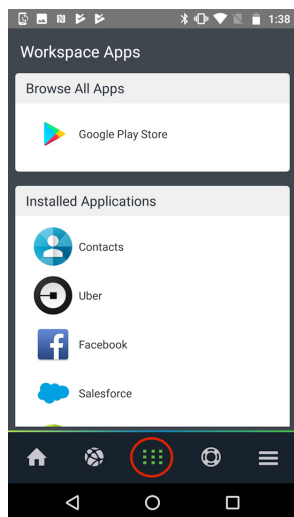 1:38
Workspace Apps
Browse All Apps
Google Play Store
Installed Applications
Contacts
Uber
Facebook
Salesforce